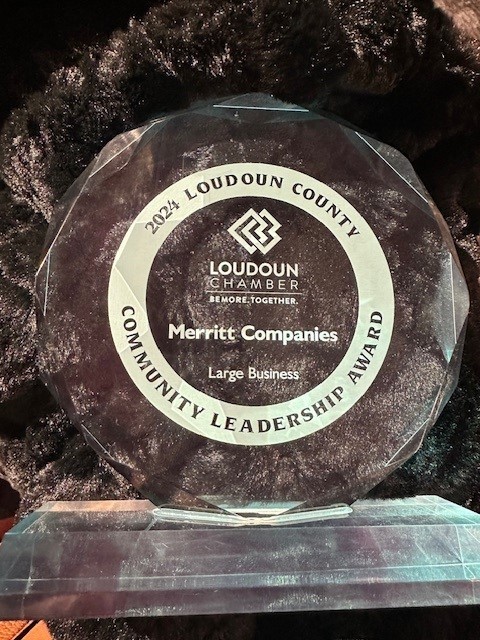 2024 LOUDOUN COUNTY
LOUDOUN
CHAMBER
BE MORE. TOGETHER.
Merritt Companies
Large Business
COMMUNITY LEADERSHIP AWARD